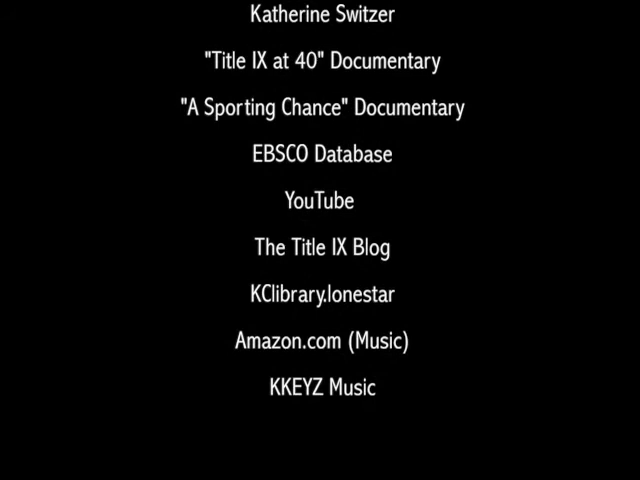 Katherine Switzer
"Title IX at 40" Documentary
"A Sporting Chance" Documentary
EBSCO Database
YouTube
The Title IX Blog
KClibrary.lonestar
Amazon.com (Music)
KKEYZ Music